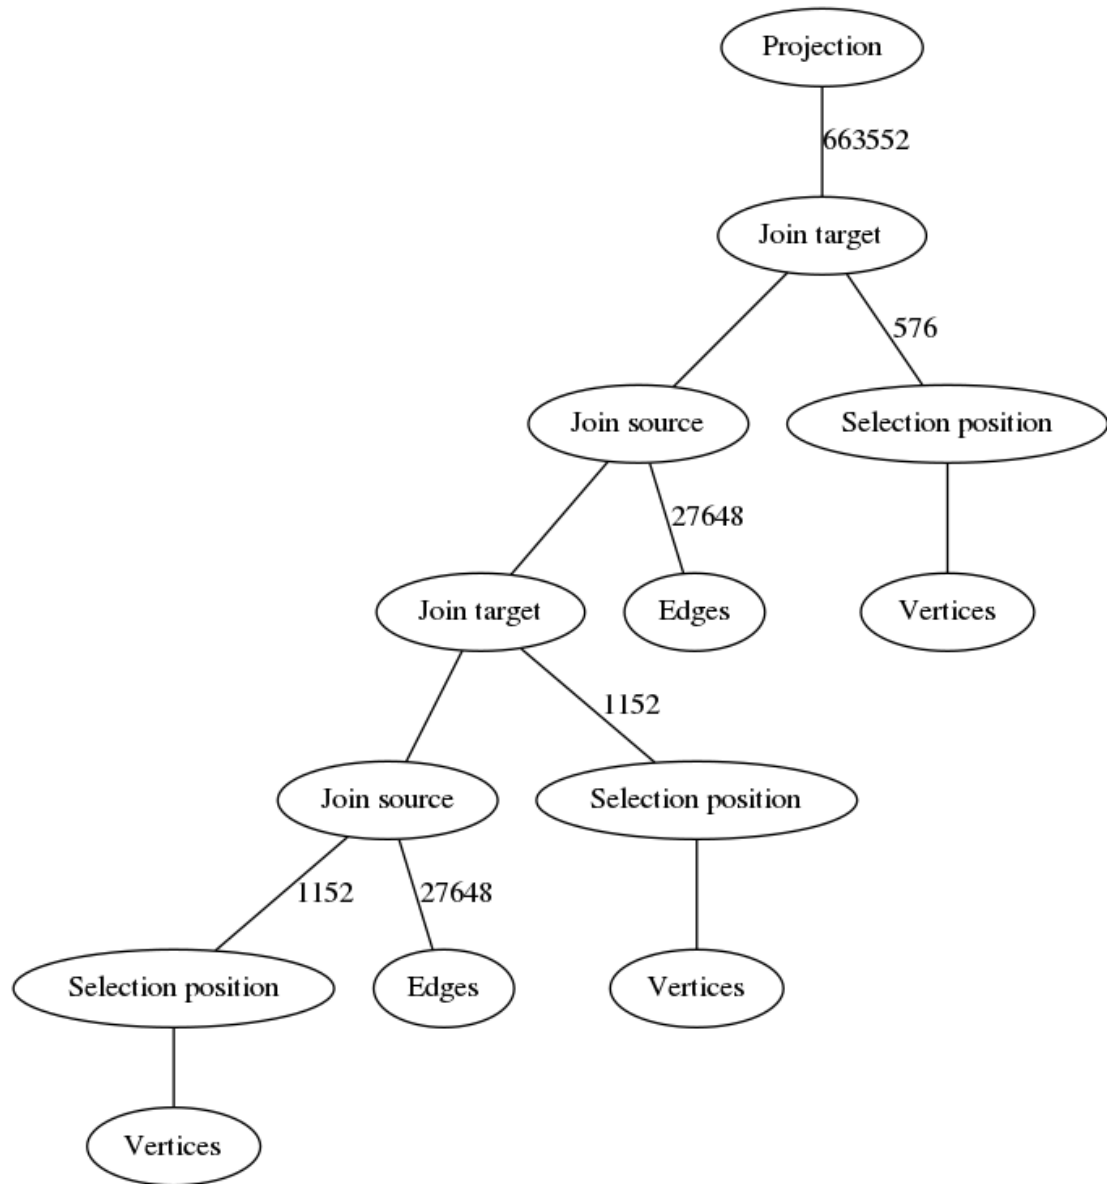 Projection
663552
Join target
576
Join source
Selection position
27648
Join target
Edges
Vertices
1152
Join source
Selection position
1152
27648
Selection position
Edges
Vertices
Vertices